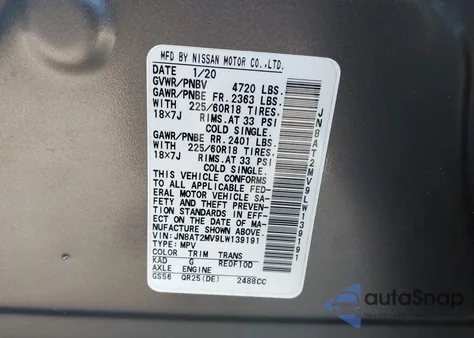 MFD BY NISSAN MOTOR CO.,LTD.
DATE 1/20
GVWR/PNBV 4720 LBS.
GAWR/PNBE FR. 2363 LBS.
WITH 225/60R18 TIRES.
18X7J RIMS.AT 33 PSI
COLD SINGLE.
GAWR/PNBE RR. 2401 LBS.
WITH 225/60R18 TIRES.
18X7J RIMS.AT 33 PSI
COLD SINGLE.
THIS VEHICLE CONFORMS
TO ALL APPLICABLE FED-
ERAL MOTOR VEHICLE SA-
FETY AND THEFT PREVEN-
TION STANDARDS IN EFF-
ECT ON THE DATE OF MA-
NUFACTURE SHOWN ABOVE.
VIN: JN8AT2MV9LW139191
TYPE: MPV
COLOR TRIM TRANS
KAD G RE0F10D
AXLE ENGINE
GS56 QR25(DE) 2488CC
JN8AT2MV9LW139191
autoSnap